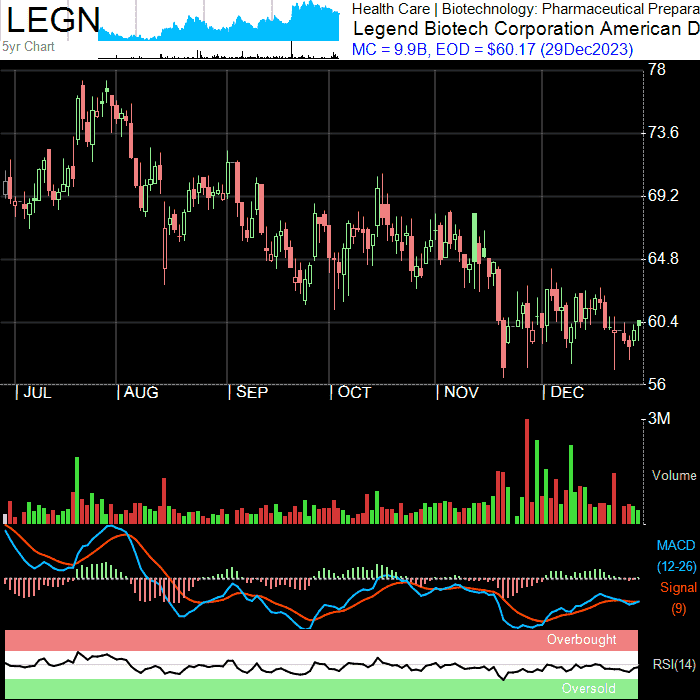 LEGN
5yr Chart
Health Care | Biotechnology: Pharmaceutical Prepara
Legend Biotech Corporation American D
MC = 9.9B, EOD = $60.17 (29Dec2023)
78
73.6
69.2
64.8
60.4
56
| JUL | AUG | SEP | OCT | NOV | DEC
3M
Volume
MACD
(12-26)
Signal
(9)
Overbought
RSI(14)
Oversold